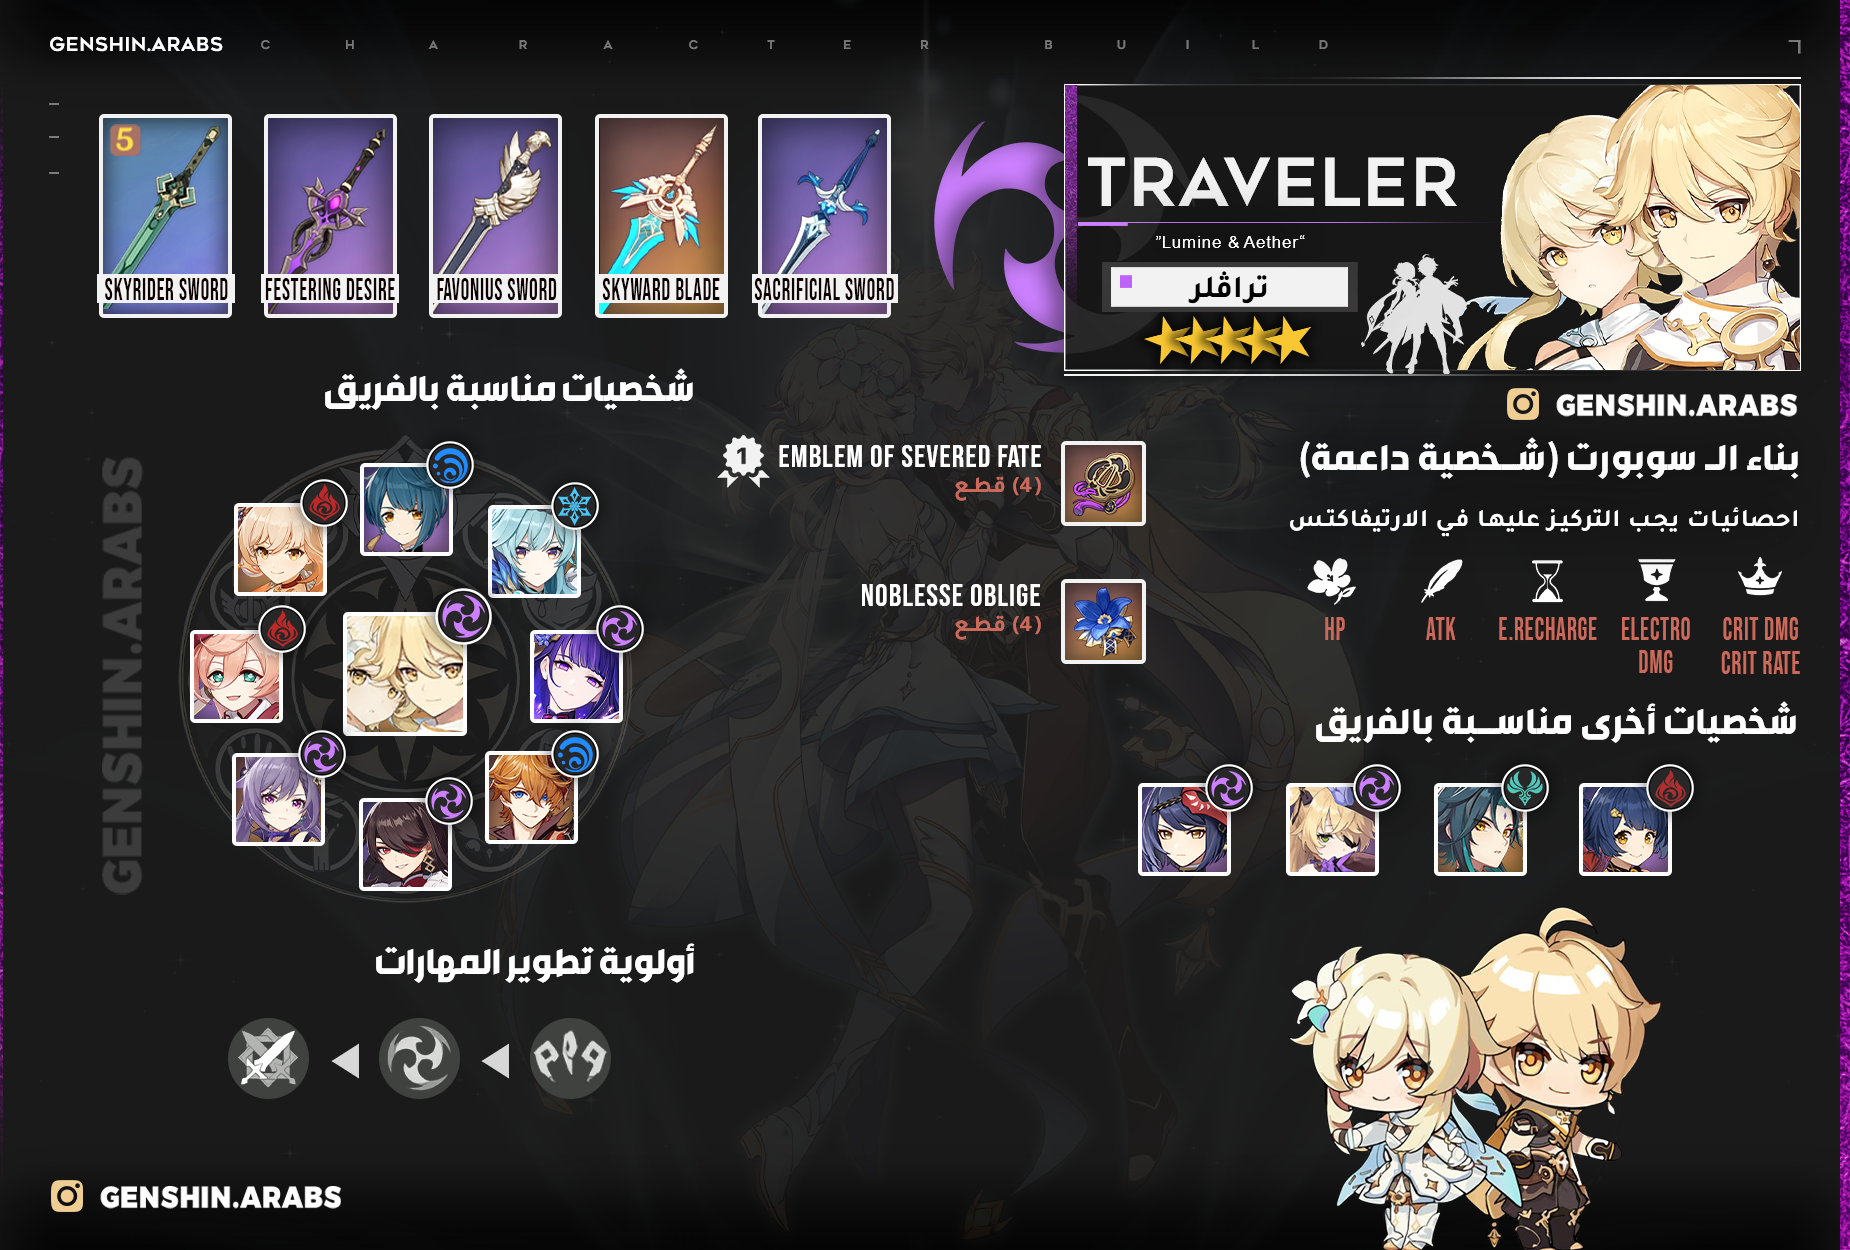 GENSHIN.ARABS
CHARACTER BUILD
5
SKYRIDER SWORD
FESTERING DESIRE
FAVONIUS SWORD
SKYWARD BLADE
SACRIFICIAL SWORD
TRAVELER
”Lumine & Aether“
تراڤلر
GENSHIN.ARABS
بناء الـ سوبورت (شـخصية داعمة)
احصائيات يجب التركيز عليها في الارتيفاكتس
HP
ATK
E.RECHARGE
ELECTRO
DMG
CRIT DMG
CRIT RATE
1
EMBLEM OF SEVERED FATE
(4) قطع
NOBLESSE OBLIGE
(4) قطع
شخصيات مناسبة بالفريق
GENSHIN.ARABS
شخصيات أخرى مناسـبة بالفريق
أولوية تطوير المهارات
GENSHIN.ARABS